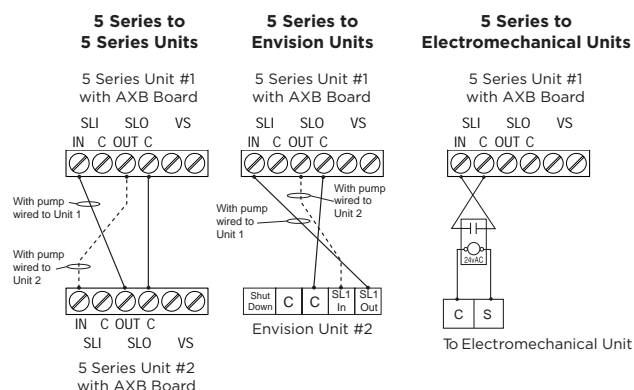 5 Series to
5 Series Units
5 Series Unit #1
with AXB Board
SLI SLO VS
IN C OUT C
With pump
wired to Unit 1
With pump
wired to
Unit 2
IN C OUT C
SLI SLO VS
5 Series Unit #2
with AXB Board
5 Series to
Envision Units
5 Series Unit #1
with AXB Board
SLI SLO VS
IN C OUT C
With pump
wired to
Unit 2
With pump
wired to
Unit 1
Shut
Down
C
C
SL1
In
SL1
Out
Envision Unit #2
5 Series to
Electromechanical Units
5 Series Unit #1
with AXB Board
SLI SLO VS
IN C OUT C
24vAC
C S
To Electromechanical Unit